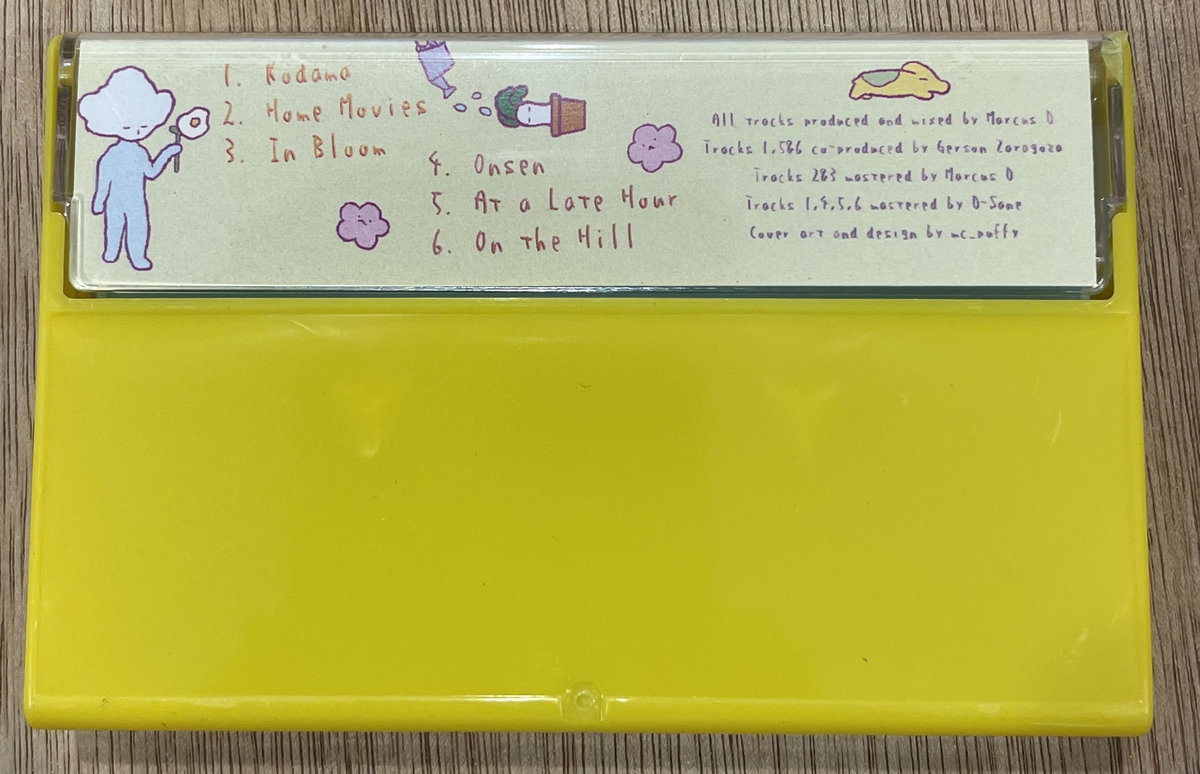 1. Kodama
2. Home Movies
3. In Bloom
4. Onsen
5. At a Late Hour
6. On the Hill
All tracks produced and mixed by Marcus D
Tracks 1,5&6 co-produced by Gerson Zaragoza
Tracks 2&3 mastered by Marcus D
Tracks 1,4,5,6 mastered by D-Sane
Cover art and design by mc_puffy